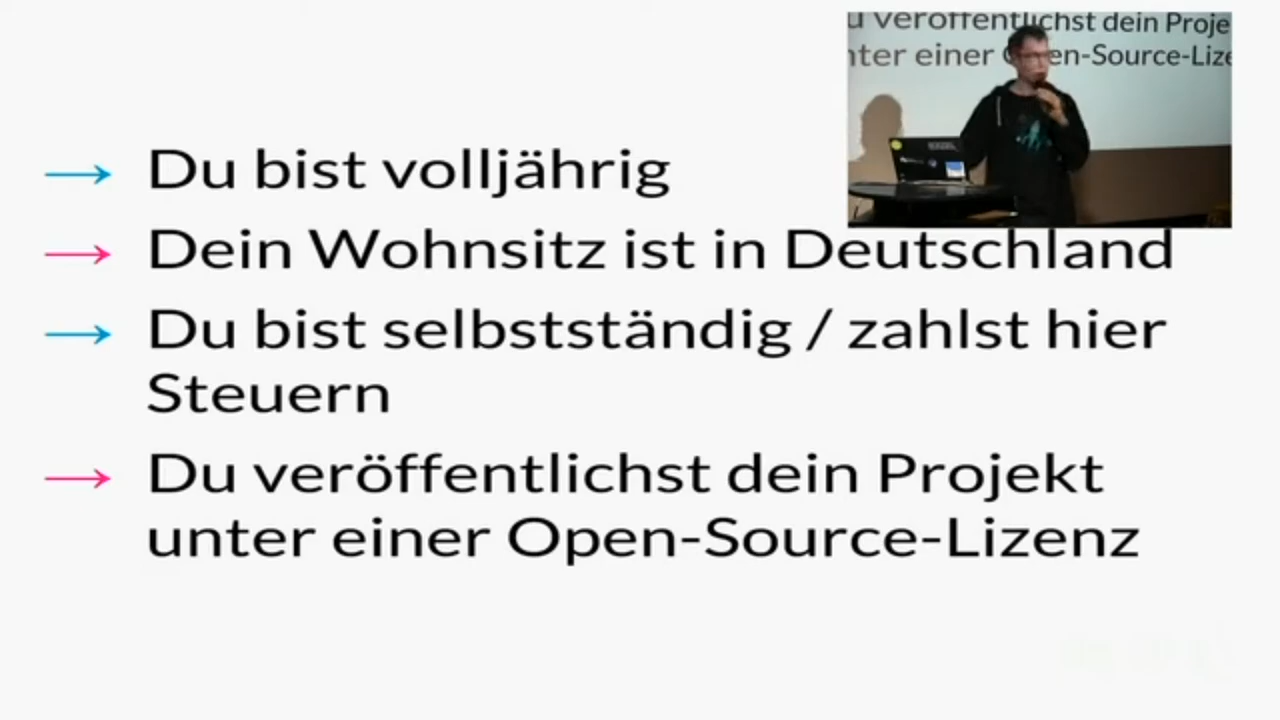 u veröffentlichst dein Proje
nter einer Open-Source-Lize
→ Du bist volljährig
→ Dein Wohnsitz ist in Deutschland
→ Du bist selbstständig / zahlst hier
Steuern
→ Du veröffentlichst dein Projekt
unter einer Open-Source-Lizenz